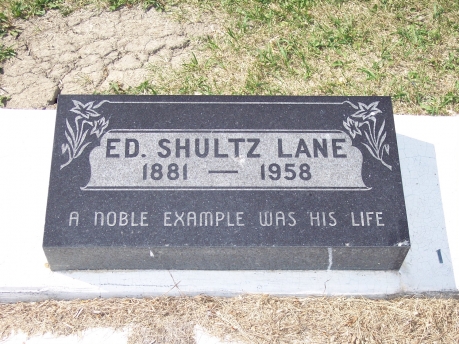 ED. SHULTZ LANE
1881 — 1958
A NOBLE EXAMPLE WAS HIS LIFE